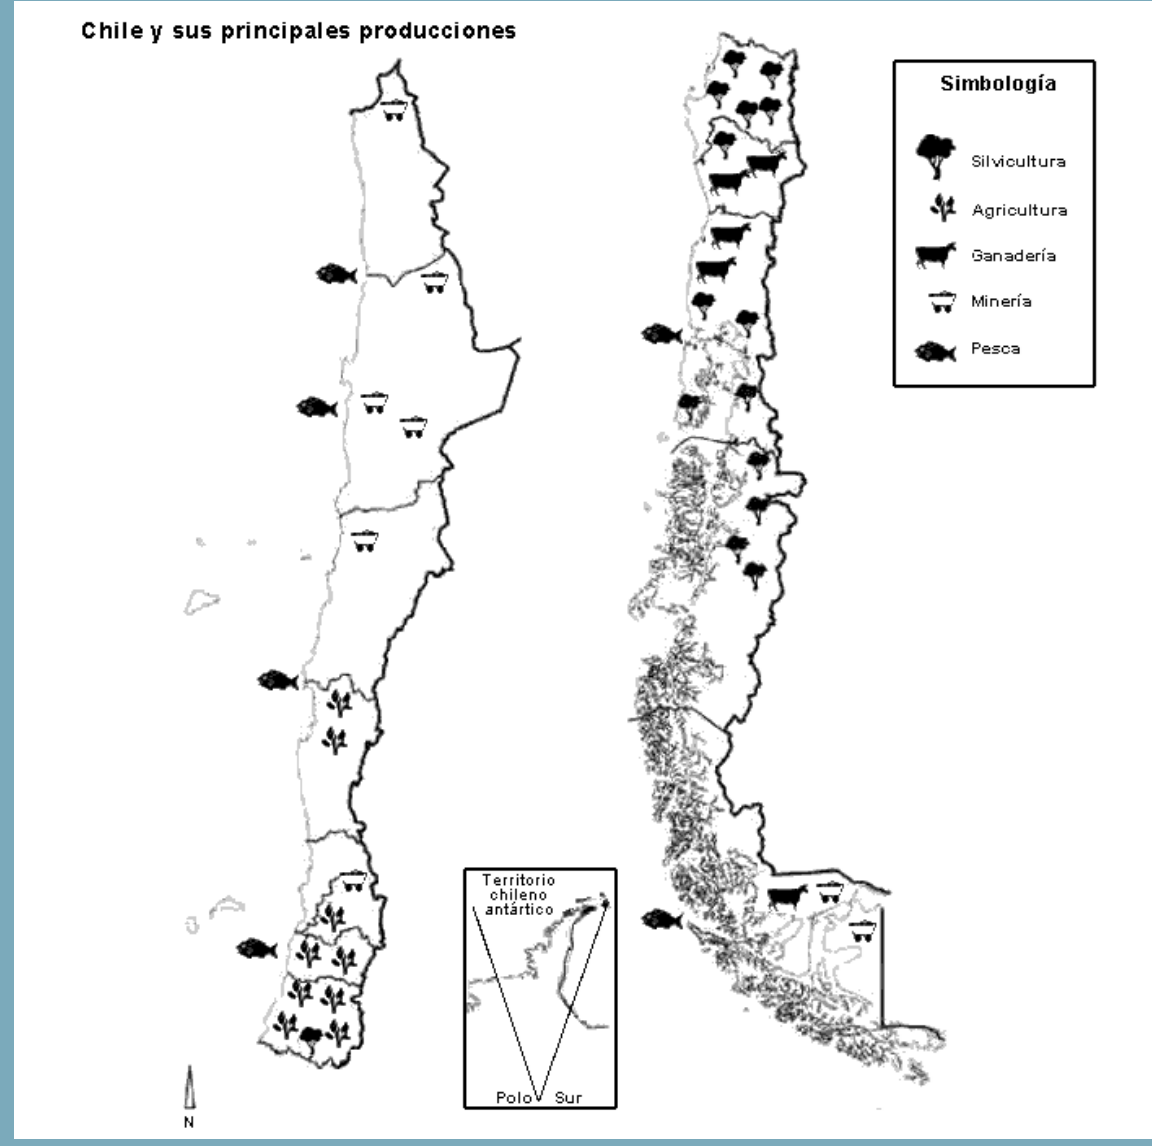 Chile y sus principales producciones
Simbología
Silvicultura
Agricultura
Ganadería
Minería
Pesca
Territorio
chileno
antártico
Polo Sur
N